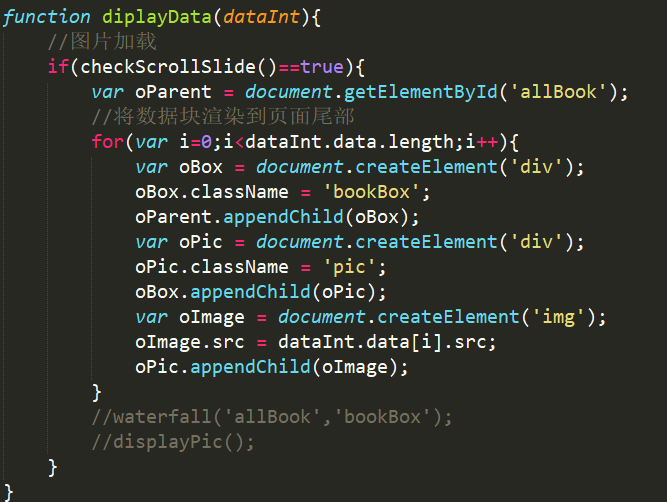 function diplayData(dataInt){
//图片加载
if(checkScrollSlide()==true){
var oParent = document.getElementById('allBook');
//将数据块渲染到页面尾部
for(var i=0;i<dataInt.data.length;i++){
var oBox = document.createElement('div');
oBox.className = 'bookBox';
oParent.appendChild(oBox);
var oPic = document.createElement('div');
oPic.className = 'pic';
oBox.appendChild(oPic);
var oImage = document.createElement('img');
oImage.src = dataInt.data[i].src;
oPic.appendChild(oImage);
}
//waterfall('allBook','bookBox');
//displayPic();
}
}